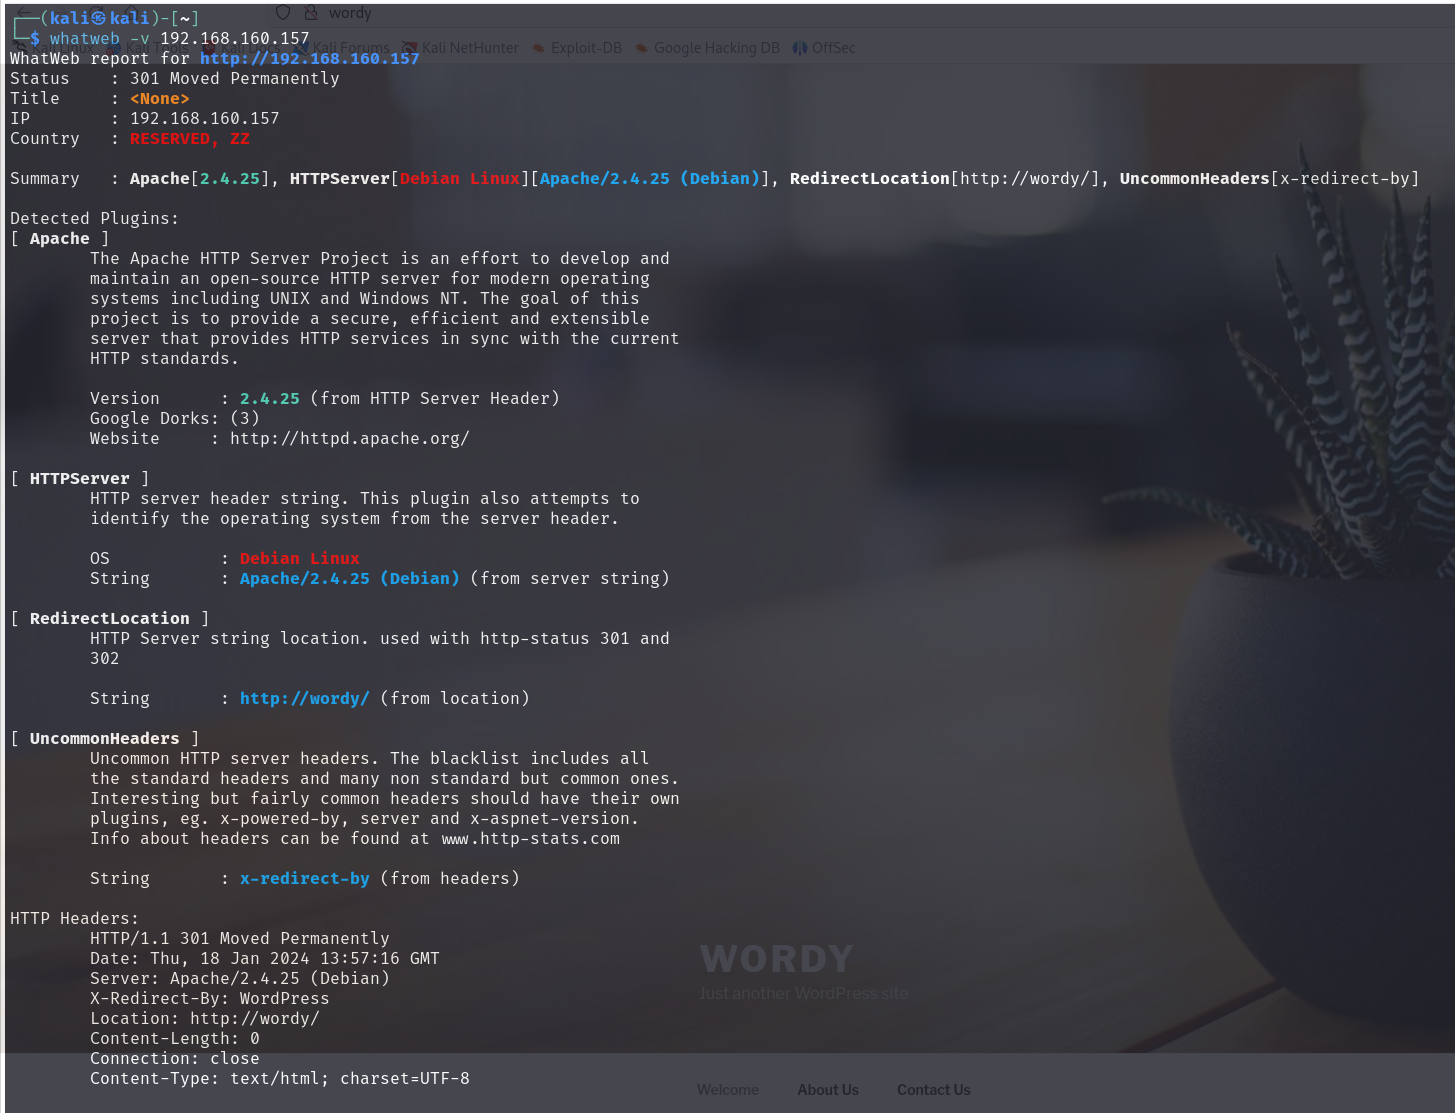 ┌──(kali㉿kali)-[~]
└─$ whatweb -v 192.168.160.157
WhatWeb report for http://192.168.160.157
Status    : 301 Moved Permanently
Title     : <None>
IP        : 192.168.160.157
Country   : RESERVED, ZZ
Summary   : Apache[2.4.25], HTTPServer[Debian Linux][Apache/2.4.25 (Debian)], RedirectLocation[http://wordy/], UncommonHeaders[x-redirect-by]
Detected Plugins:
[ Apache ]
The Apache HTTP Server Project is an effort to develop and
maintain an open-source HTTP server for modern operating
systems including UNIX and Windows NT. The goal of this
project is to provide a secure, efficient and extensible
server that provides HTTP services in sync with the current
HTTP standards.
Version      : 2.4.25 (from HTTP Server Header)
Google Dorks: (3)
Website     : http://httpd.apache.org/
[ HTTPServer ]
HTTP server header string. This plugin also attempts to
identify the operating system from the server header.
OS           : Debian Linux
String       : Apache/2.4.25 (Debian) (from server string)
[ RedirectLocation ]
HTTP Server string location. used with http-status 301 and
302
String       : http://wordy/ (from location)
[ UncommonHeaders ]
Uncommon HTTP server headers. The blacklist includes all
the standard headers and many non standard but common ones.
Interesting but fairly common headers should have their own
plugins, eg. x-powered-by, server and x-aspnet-version.
Info about headers can be found at www.http-stats.com
String       : x-redirect-by (from headers)
HTTP Headers:
HTTP/1.1 301 Moved Permanently
Date: Thu, 18 Jan 2024 13:57:16 GMT
Server: Apache/2.4.25 (Debian)
X-Redirect-By: WordPress
Location: http://wordy/
Content-Length: 0
Connection: close
Content-Type: text/html; charset=UTF-8
wordy
Kali Linux Kali Tools Kali Docs Kali Forums Kali NetHunter Exploit-DB Google Hacking DB OffSec
WORDY
Just another WordPress site
Welcome About Us Contact Us